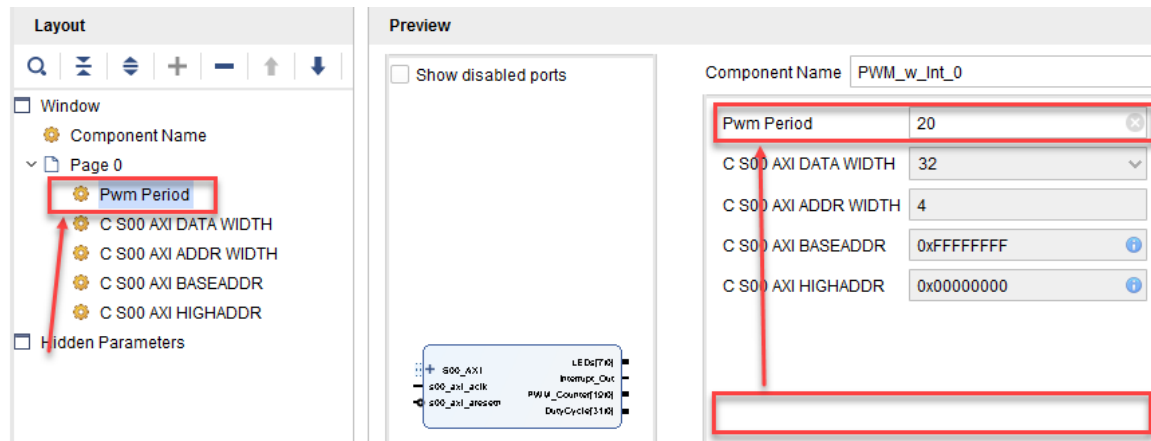 Layout
Window
Component Name
Page 0
Pwm Period
C S00 AXI DATA WIDTH
C S00 AXI ADDR WIDTH
C S00 AXI BASEADDR
C S00 AXI HIGHADDR
Hidden Parameters
Preview
Show disabled ports
S00_AXI
s00_axi_aclk
s00_axi_aresetn
LEDs[7:0]
Interrupt_Out
PWM_Counter[19:0]
DutyCycle[31:0]
Component Name PWM_w_Int_0
Pwm Period 20
C S00 AXI DATA WIDTH 32
C S00 AXI ADDR WIDTH 4
C S00 AXI BASEADDR 0xFFFFFFFF
C S00 AXI HIGHADDR 0x00000000